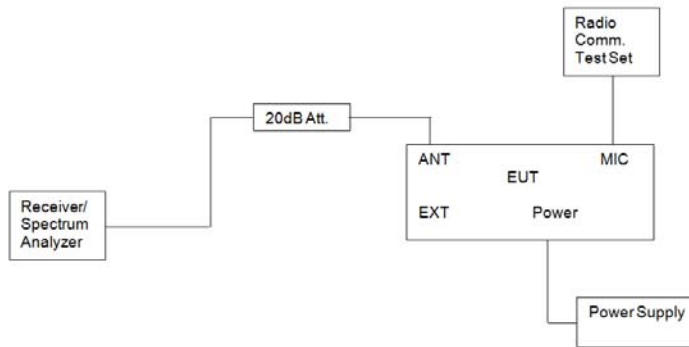 Radio
Comm.
Test Set
20dB Att.
ANT
MIC
EUT
EXT
Power
Receiver/
Spectrum
Analyzer
Power Supply